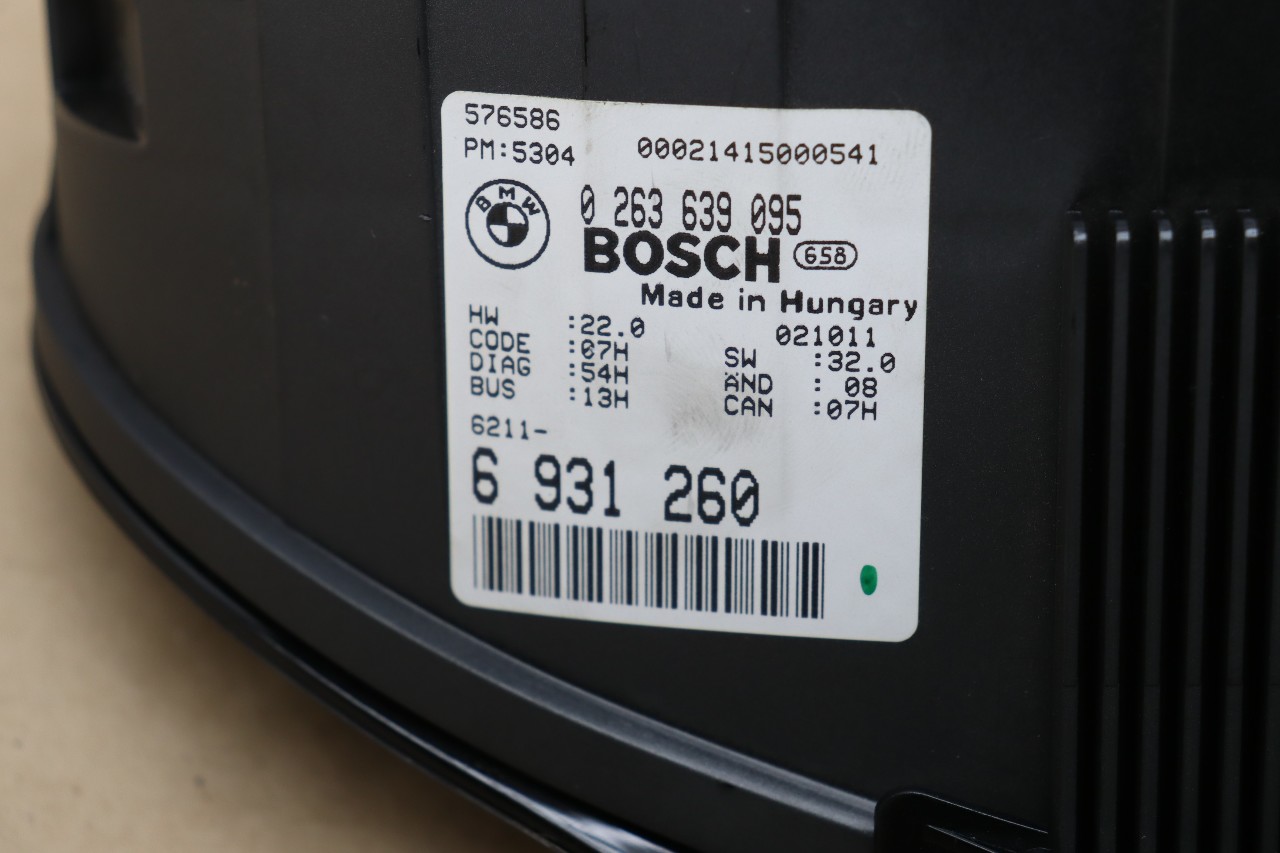 576586
PM:5304 00021415000541
BMW 0 263 639 095
BOSCH 658
Made in Hungary
HW :22.0 021011
CODE :07H SW :32.0
DIAG :54H ÄND : 08
BUS :13H CAN :07H
6211-
6 931 260